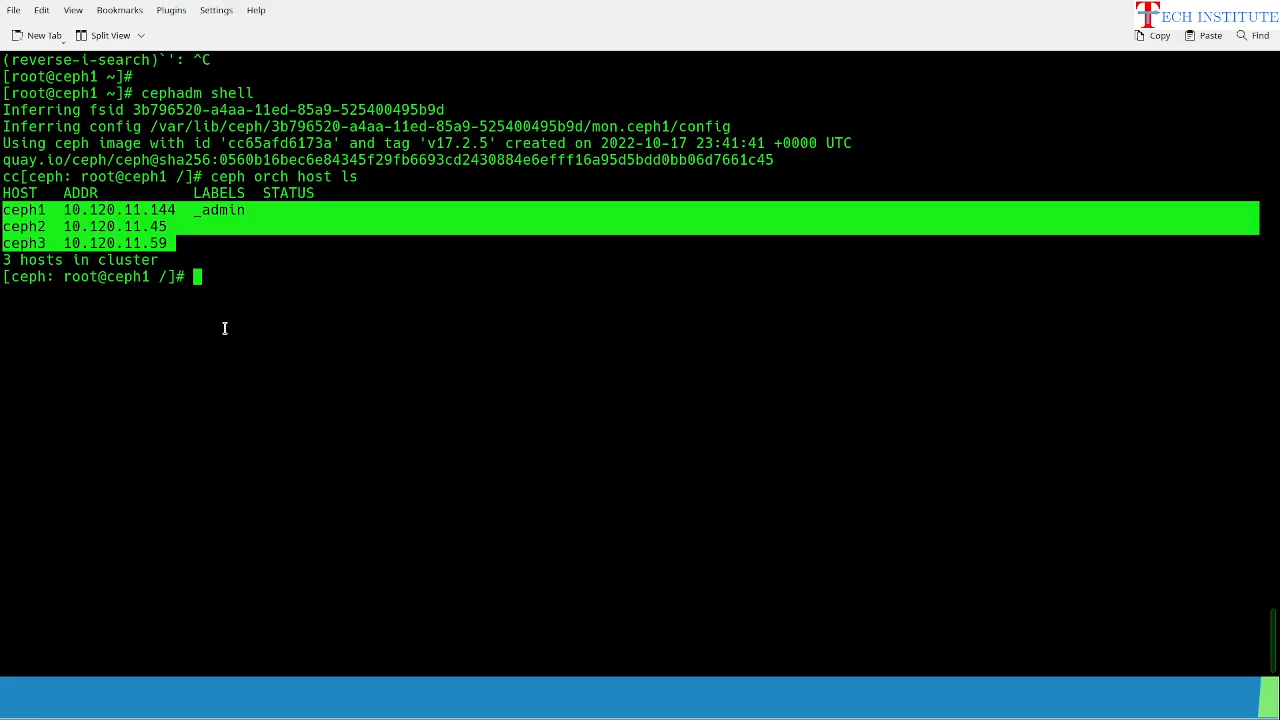 File Edit View Bookmarks Plugins Settings Help
TECH INSTITUTE
New Tab Split View Copy Paste Find
(reverse-i-search)`': ^C
[root@ceph1 ~]#
[root@ceph1 ~]# cephadm shell
Inferring fsid 3b796520-a4aa-11ed-85a9-525400495b9d
Inferring config /var/lib/ceph/3b796520-a4aa-11ed-85a9-525400495b9d/mon.ceph1/config
Using ceph image with id 'cc65afd6173a' and tag 'v17.2.5' created on 2022-10-17 23:41:41 +0000 UTC
quay.io/ceph/ceph@sha256:0560b16bec6e84345f29fb6693cd2430884e6efff16a95d5bdd0bb06d7661c45
cc[ceph: root@ceph1 /]# ceph orch host ls
HOST ADDR LABELS STATUS
ceph1 10.120.11.144 _admin
ceph2 10.120.11.45
ceph3 10.120.11.59
3 hosts in cluster
[ceph: root@ceph1 /]#